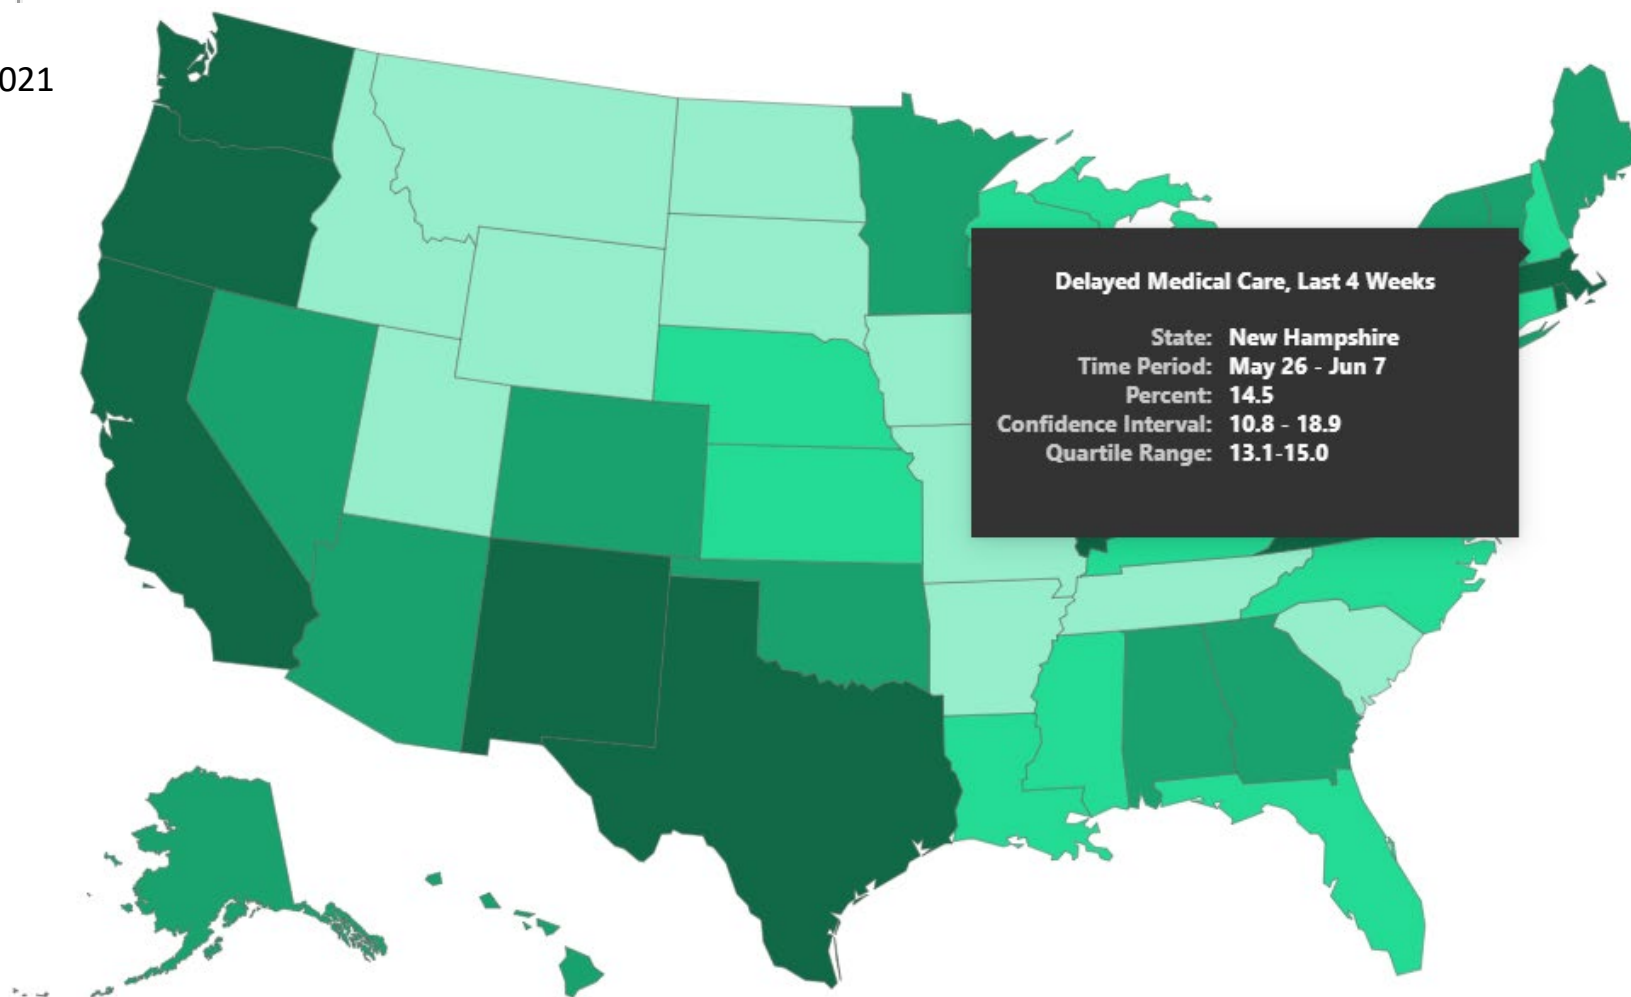 021
Delayed Medical Care, Last 4 Weeks
State: New Hampshire
Time Period: May 26 - Jun 7
Percent: 14.5
Confidence Interval: 10.8 - 18.9
Quartile Range: 13.1-15.0